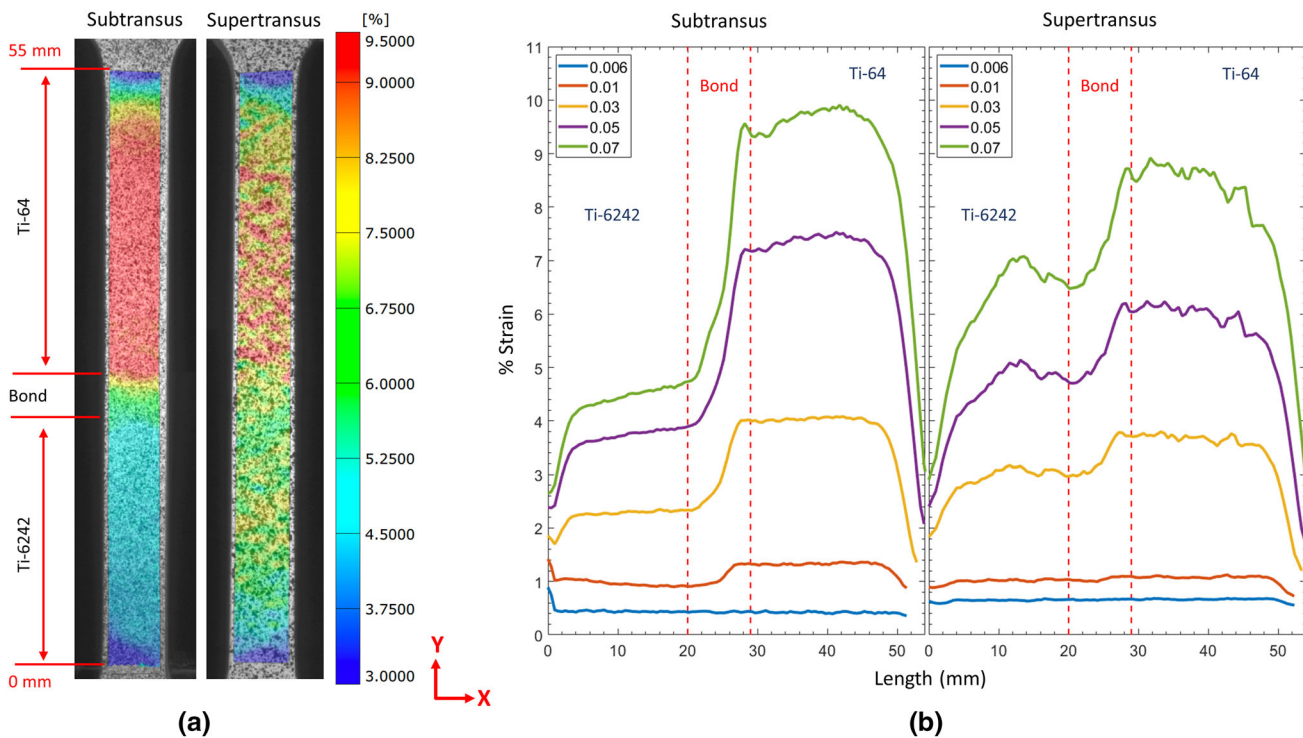 Subtransus
Supertransus
[%]
55 mm
Ti-64
Bond
Ti-6242
0 mm
9.5000
9.0000
8.2500
7.5000
6.7500
6.0000
5.2500
4.5000
3.7500
3.0000
Y
X
(a)
Subtransus
Supertransus
% Strain
11
10
9
8
7
6
5
4
3
2
1
0
0.006
0.01
0.03
0.05
0.07
Bond
Ti-64
Ti-6242
0 10 20 30 40 50
0.006
0.01
0.03
0.05
0.07
Bond
Ti-64
Ti-6242
0 10 20 30 40 50
Length (mm)
(b)